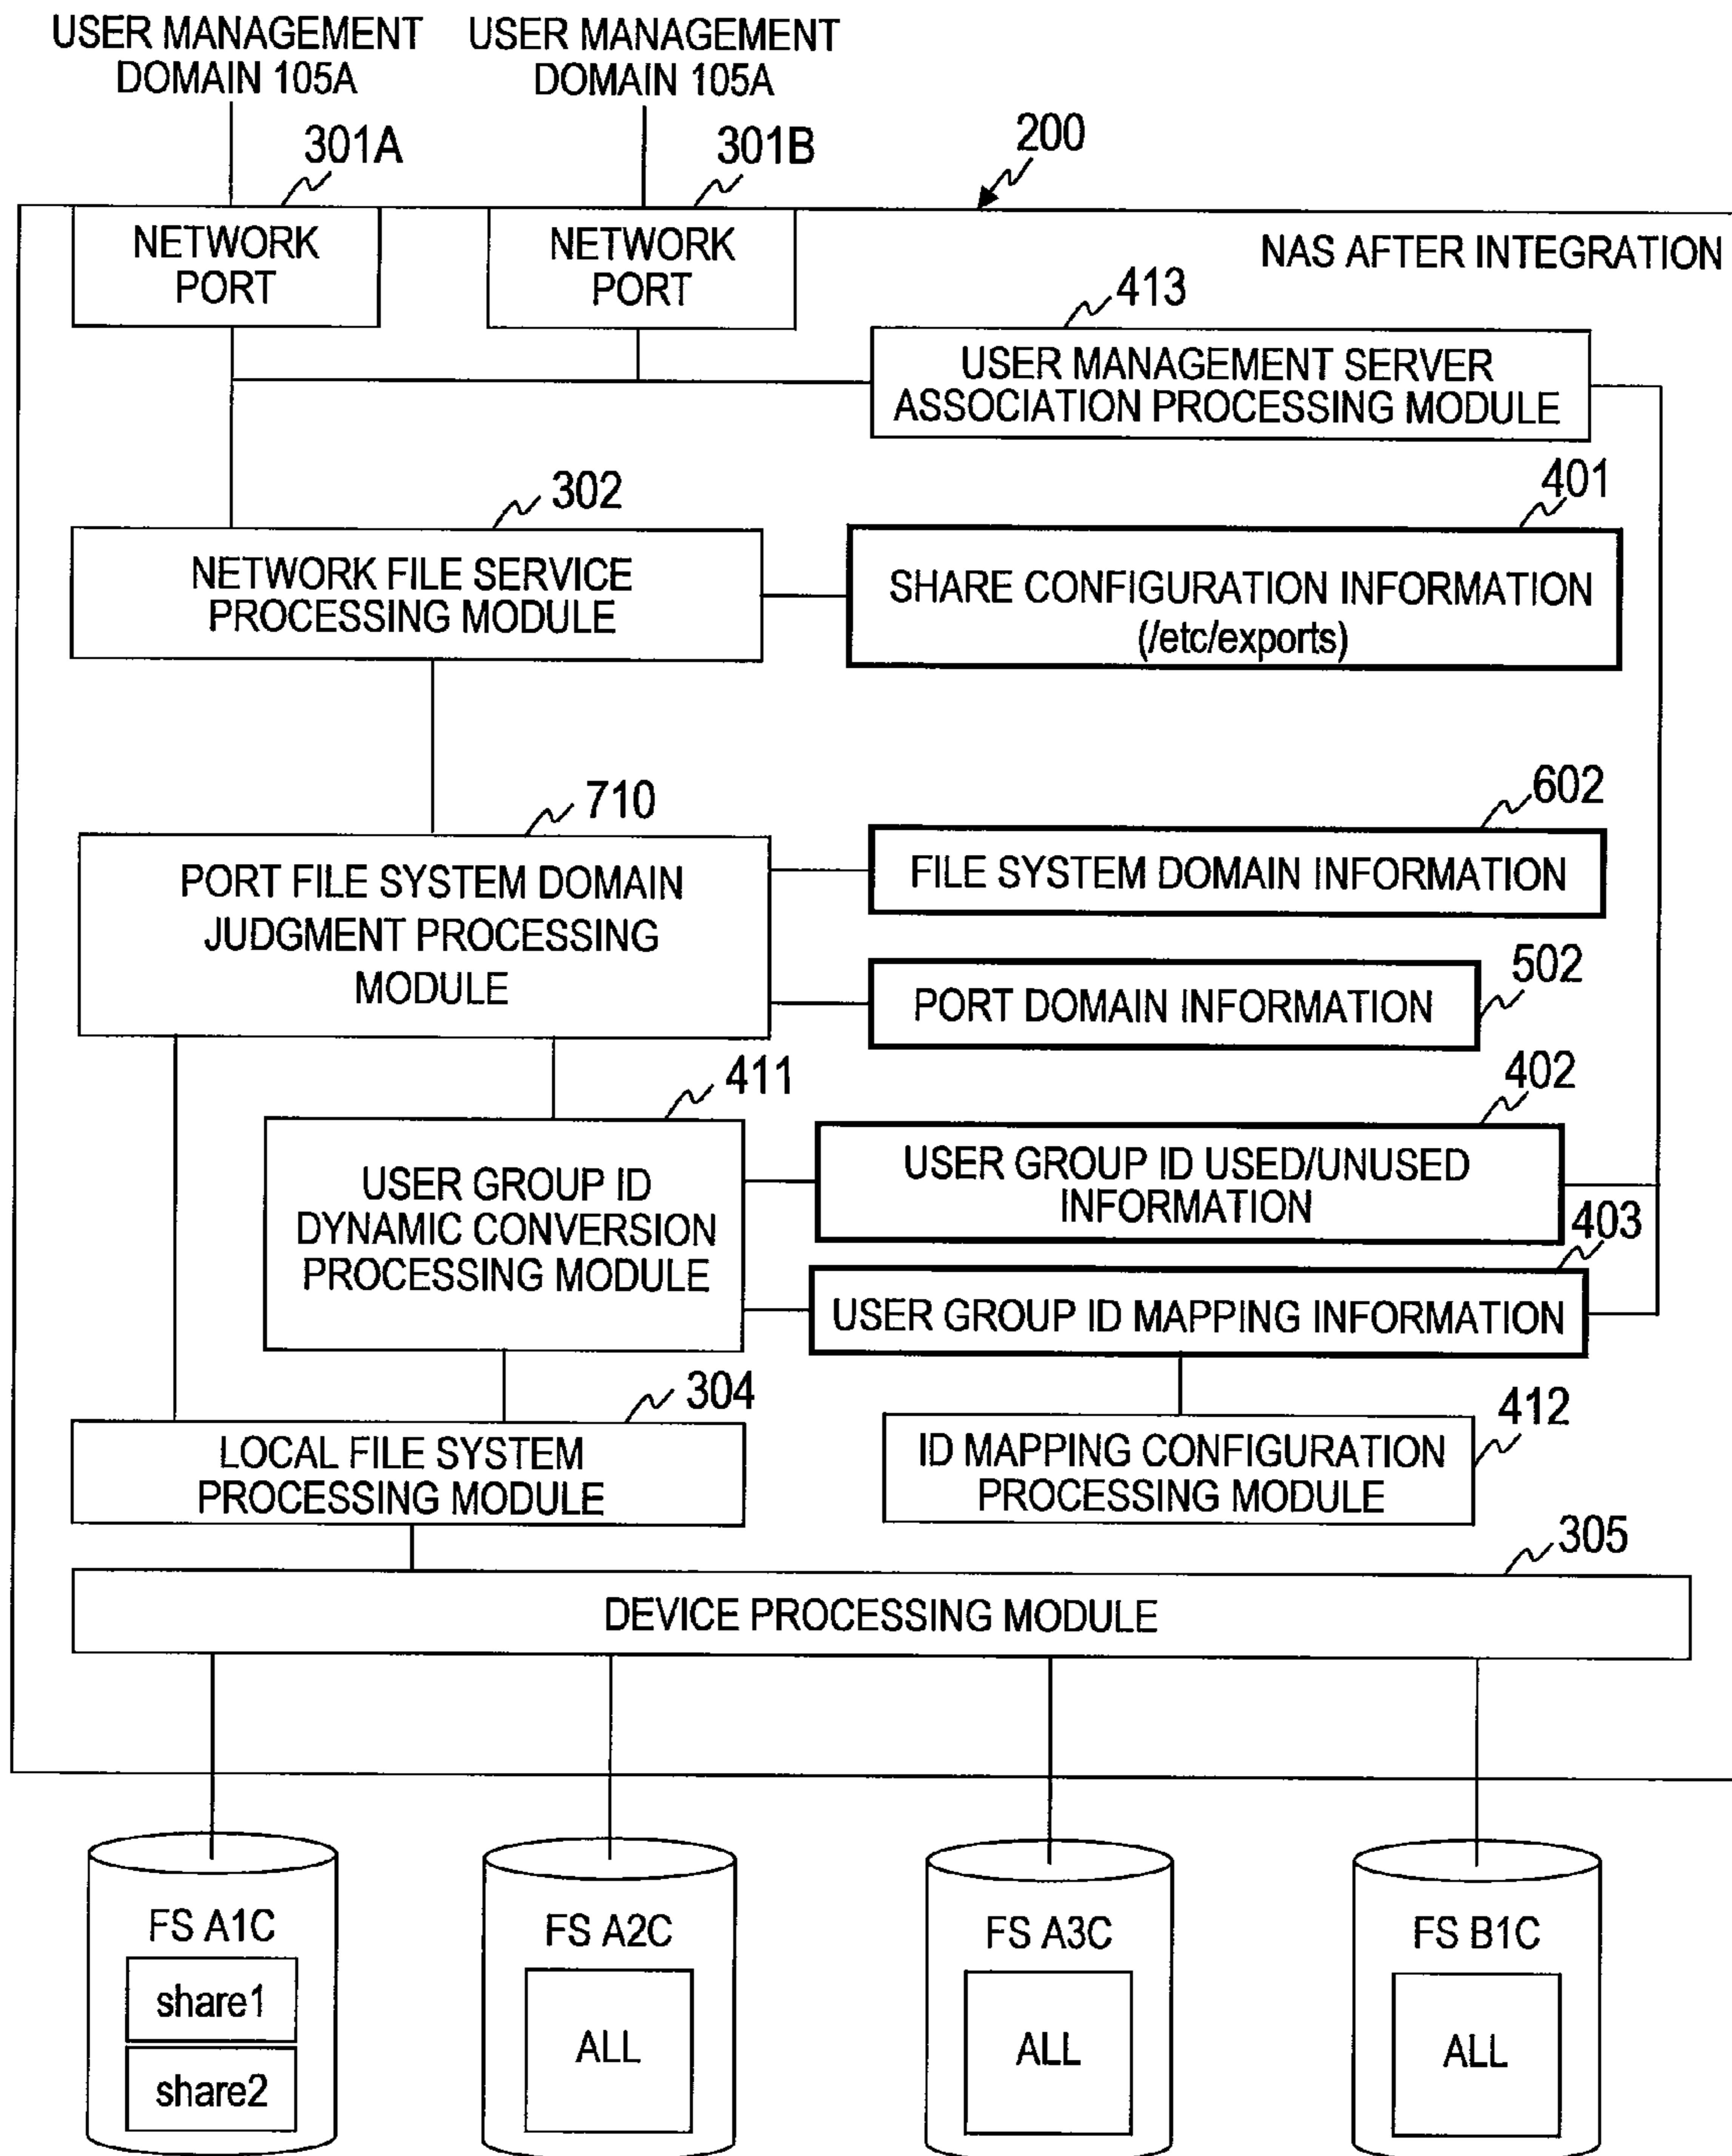 USER MANAGEMENT
DOMAIN 105A
USER MANAGEMENT
DOMAIN 105A
301A
301B
200
NETWORK
PORT
NETWORK
PORT
NAS AFTER INTEGRATION
413
USER MANAGEMENT SERVER
ASSOCIATION PROCESSING MODULE
302
401
NETWORK FILE SERVICE
PROCESSING MODULE
SHARE CONFIGURATION INFORMATION
(/etc/exports)
710
602
PORT FILE SYSTEM DOMAIN
JUDGMENT PROCESSING
MODULE
FILE SYSTEM DOMAIN INFORMATION
502
PORT DOMAIN INFORMATION
411
402
USER GROUP ID
DYNAMIC CONVERSION
PROCESSING MODULE
USER GROUP ID USED/UNUSED
INFORMATION
403
USER GROUP ID MAPPING INFORMATION
304
412
LOCAL FILE SYSTEM
PROCESSING MODULE
ID MAPPING CONFIGURATION
PROCESSING MODULE
305
DEVICE PROCESSING MODULE
FS A1C
share1
share2
FS A2C
ALL
FS A3C
ALL
FS B1C
ALL